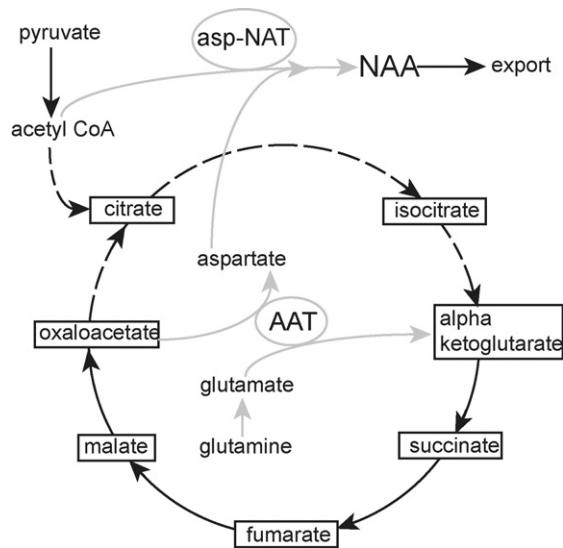 pyruvate
asp-NAT
NAA
export
acetyl CoA
citrate
isocitrate
aspartate
oxaloacetate
AAT
alpha
ketoglutarate
glutamate
malate
glutamine
succinate
fumarate